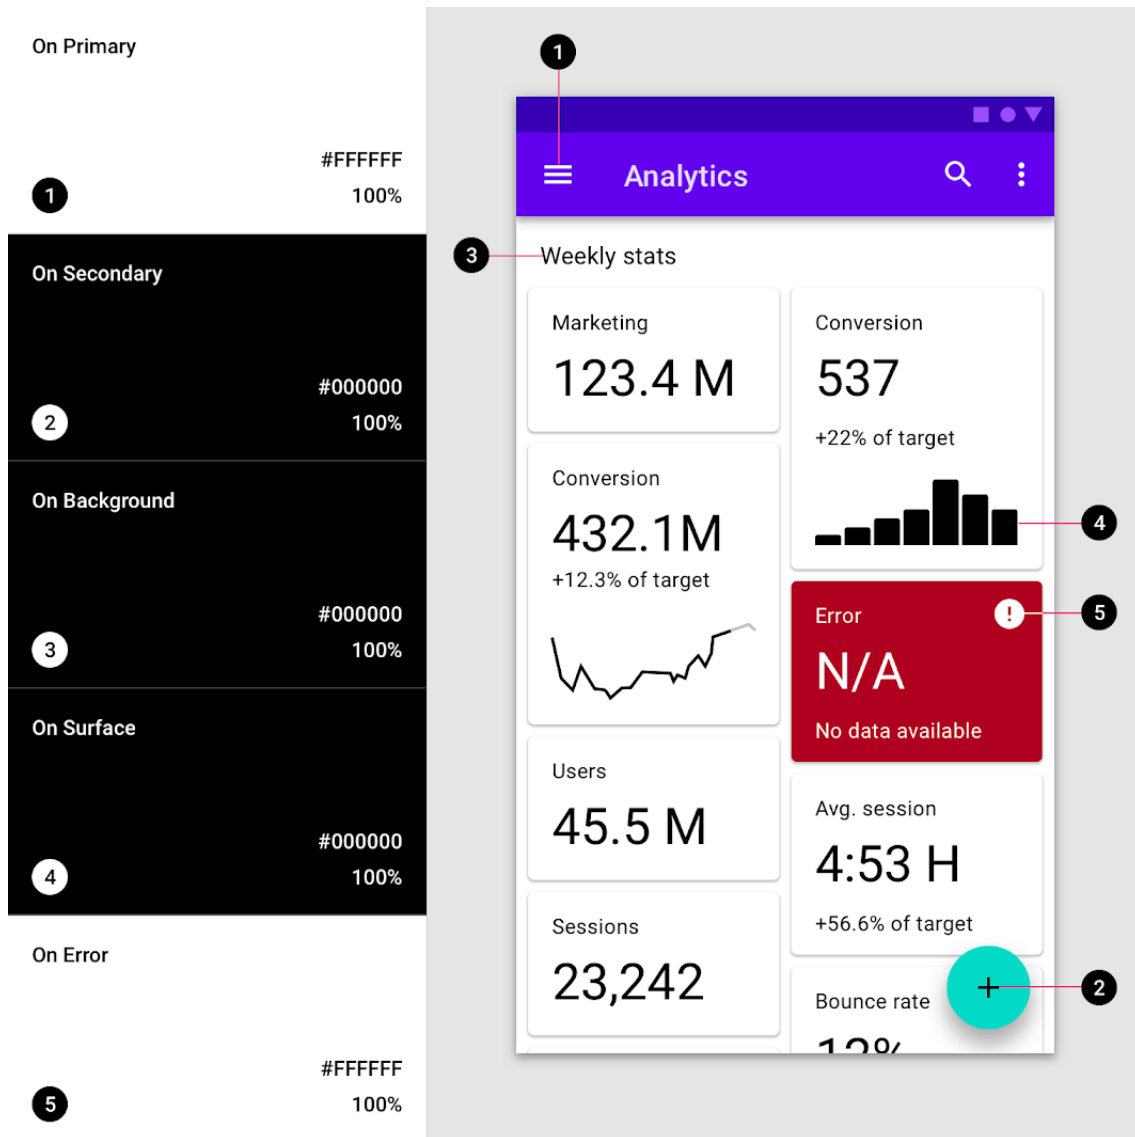 On Primary
#FFFFFF
1
100%
On Secondary
#000000
2
100%
On Background
#000000
3
100%
On Surface
#000000
4
100%
On Error
#FFFFFF
5
100%
1
Analytics
3
Weekly stats
Marketing
123.4 M
Conversion
432.1M
+12.3% of target
Users
45.5 M
Sessions
23,242
Conversion
537
+22% of target
4
Error
!
5
N/A
No data available
Avg. session
4:53 H
+56.6% of target
+
2
Bounce rate
12%